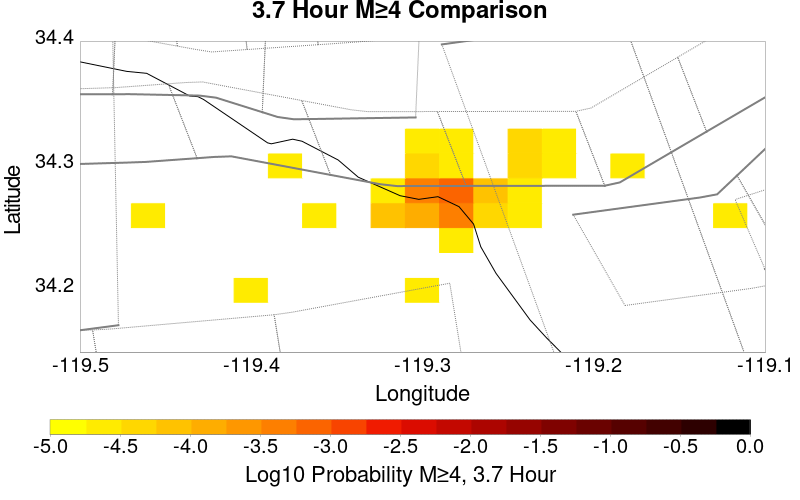 3.7 Hour M≥4 Comparison
34.4
34.3
34.2
Latitude
-119.5 -119.4 -119.3 -119.2 -119.1
Longitude
-5.0 -4.5 -4.0 -3.5 -3.0 -2.5 -2.0 -1.5 -1.0 -0.5 0.0
Log10 Probability M≥4, 3.7 Hour